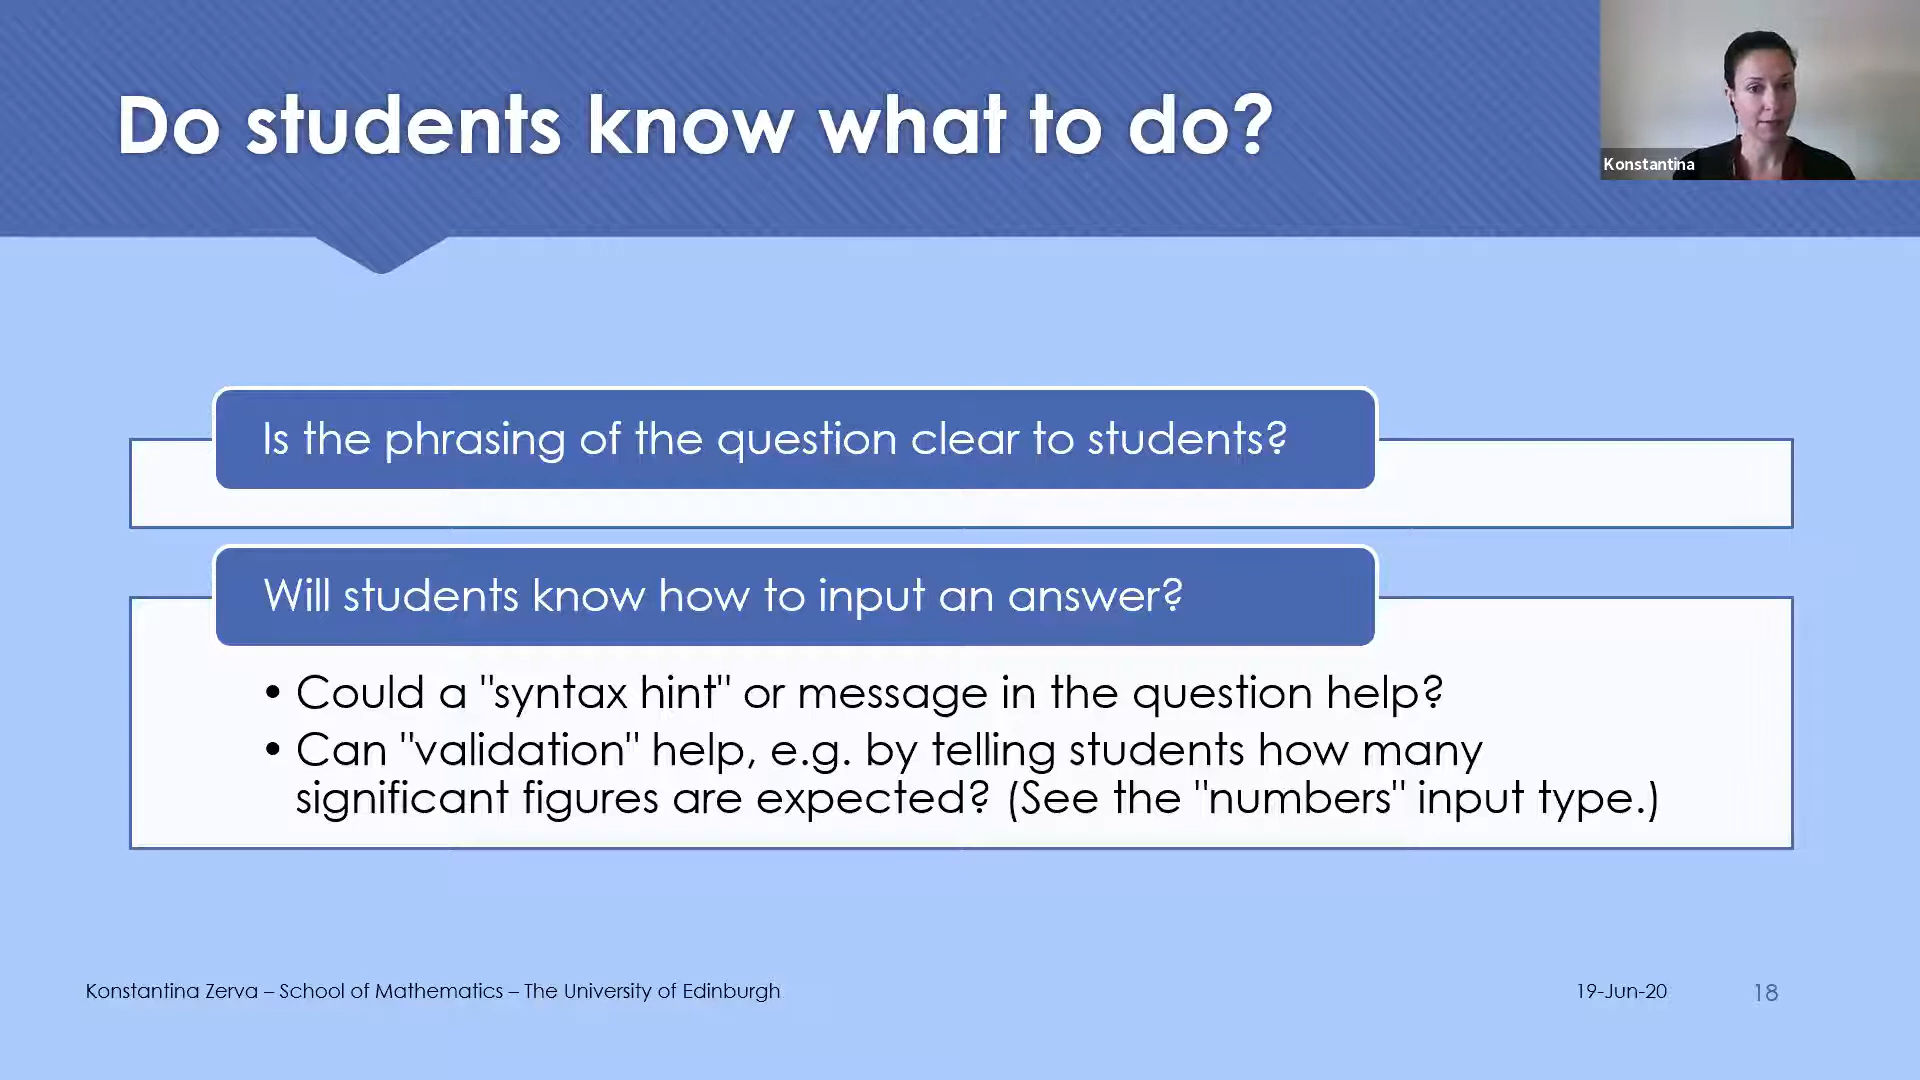 Do students know what to do?
Konstantina
Is the phrasing of the question clear to students?
Will students know how to input an answer?
• Could a "syntax hint" or message in the question help?
• Can "validation" help, e.g. by telling students how many
significant figures are expected? (See the "numbers" input type.)
Konstantina Zerva – School of Mathematics – The University of Edinburgh
19-Jun-20
18